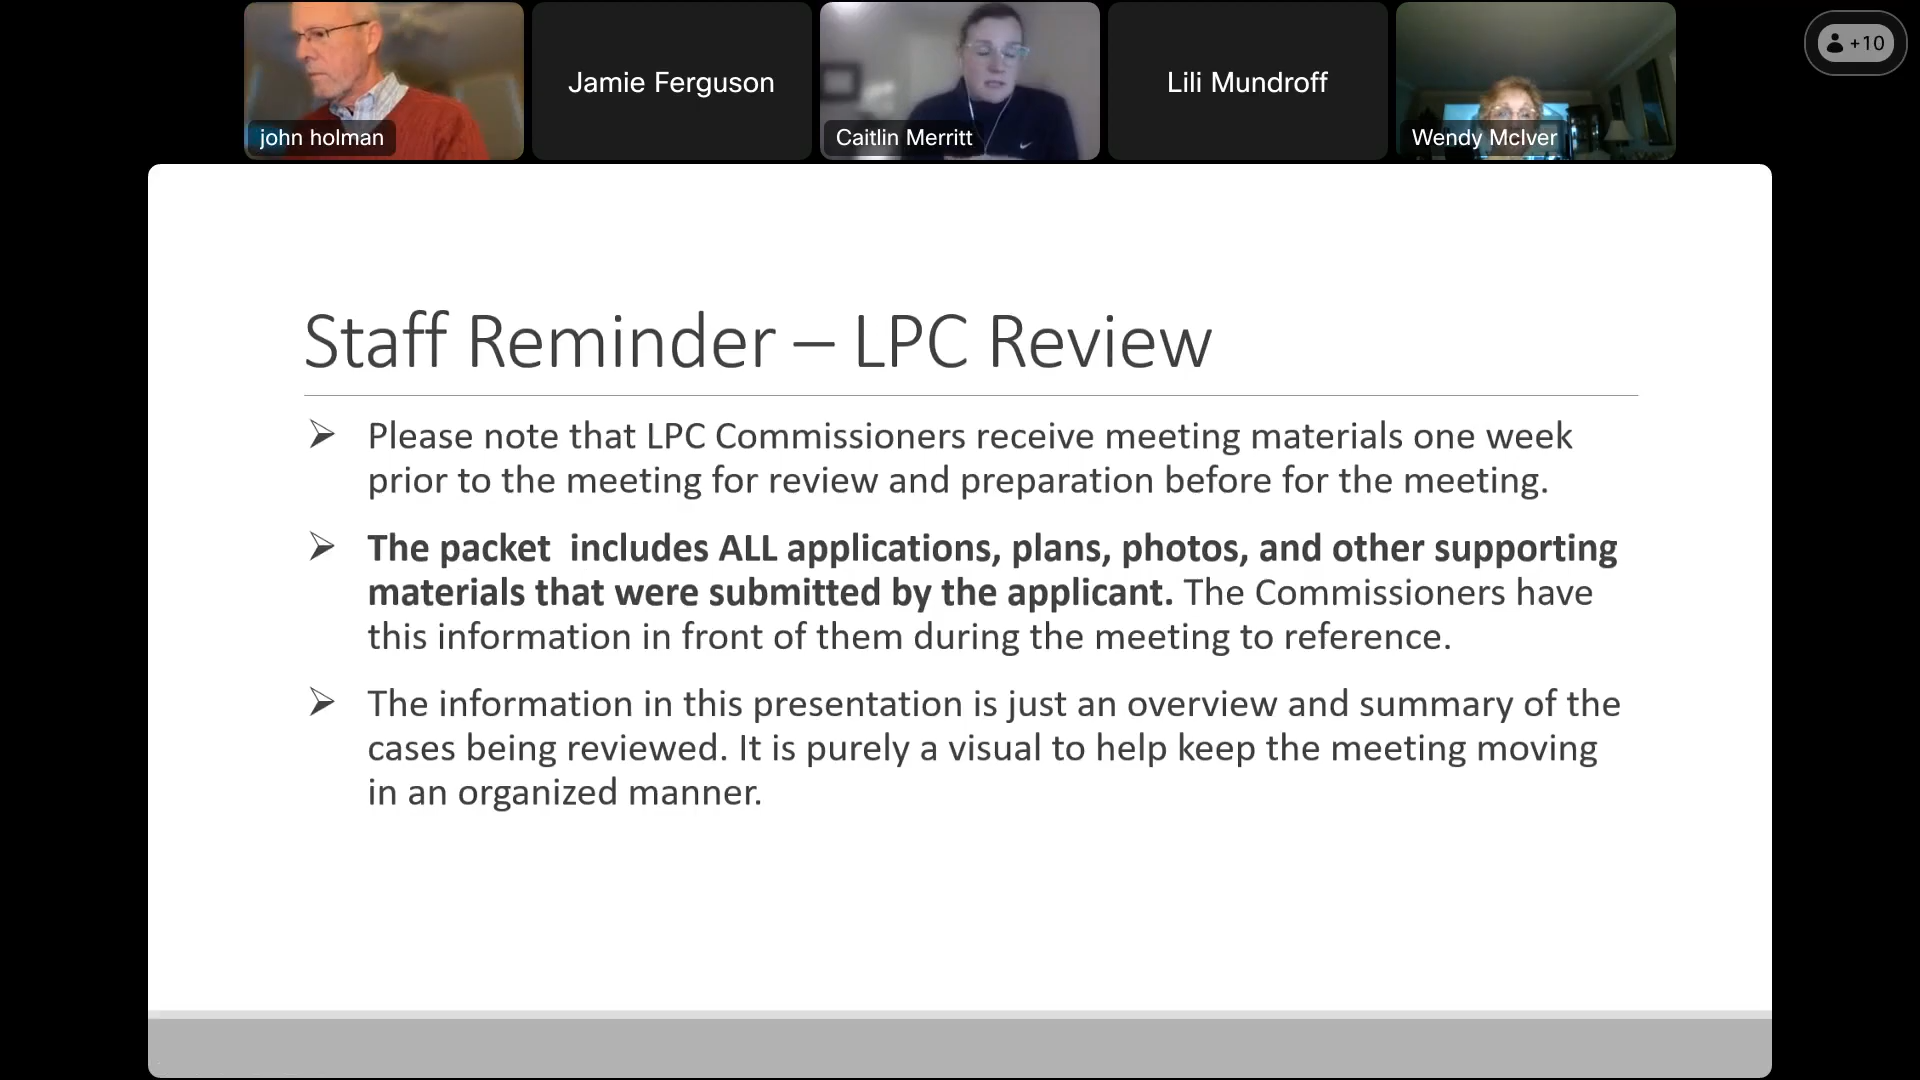 john holman
Jamie Ferguson
Caitlin Merritt
Lili Mundroff
Wendy McIver
+10
Staff Reminder – LPC Review
Please note that LPC Commissioners receive meeting materials one week
prior to the meeting for review and preparation before for the meeting.
The packet  includes ALL applications, plans, photos, and other supporting
materials that were submitted by the applicant. The Commissioners have
this information in front of them during the meeting to reference.
The information in this presentation is just an overview and summary of the
cases being reviewed. It is purely a visual to help keep the meeting moving
in an organized manner.